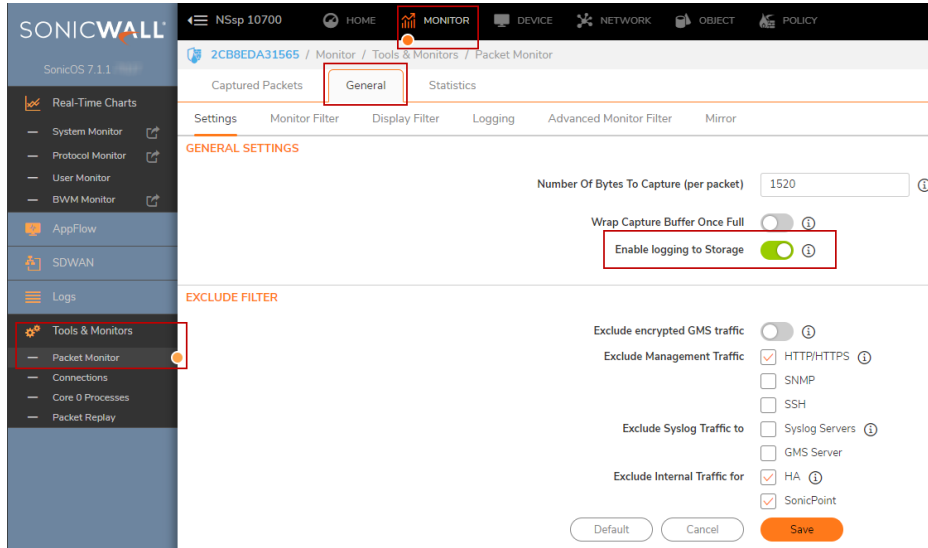 SONICWALL
SonicOS 7.1.1
NSsp 10700
HOME
MONITOR
DEVICE
NETWORK
OBJECT
POLICY
2CB8EDA31565 / Monitor / Tools & Monitors / Packet Monitor
Captured Packets
General
Statistics
Settings
Monitor Filter
Display Filter
Logging
Advanced Monitor Filter
Mirror
Real-Time Charts
System Monitor
Protocol Monitor
User Monitor
BWM Monitor
AppFlow
SDWAN
Logs
Tools & Monitors
Packet Monitor
Connections
Core 0 Processes
Packet Replay
GENERAL SETTINGS
Number Of Bytes To Capture (per packet) 1520
Wrap Capture Buffer Once Full
Enable logging to Storage
EXCLUDE FILTER
Exclude encrypted GMS traffic
Exclude Management Traffic HTTP/HTTPS
SNMP
SSH
Exclude Syslog Traffic to Syslog Servers
GMS Server
Exclude Internal Traffic for HA
SonicPoint
Default
Cancel
Save